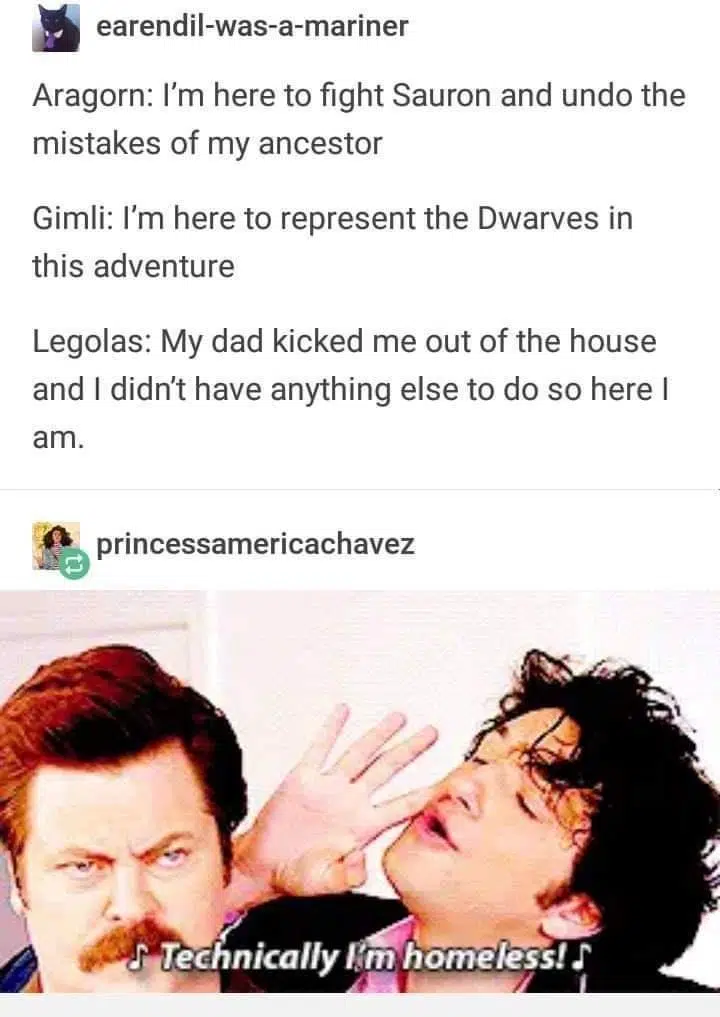 earendil-was-a-mariner
Aragorn: I'm here to fight Sauron and undo the
mistakes of my ancestor
Gimli: I'm here to represent the Dwarves in
this adventure
Legolas: My dad kicked me out of the house
and I didn't have anything else to do so here I
am.
princessamericachavez
♪ Technically I'm homeless! ♪